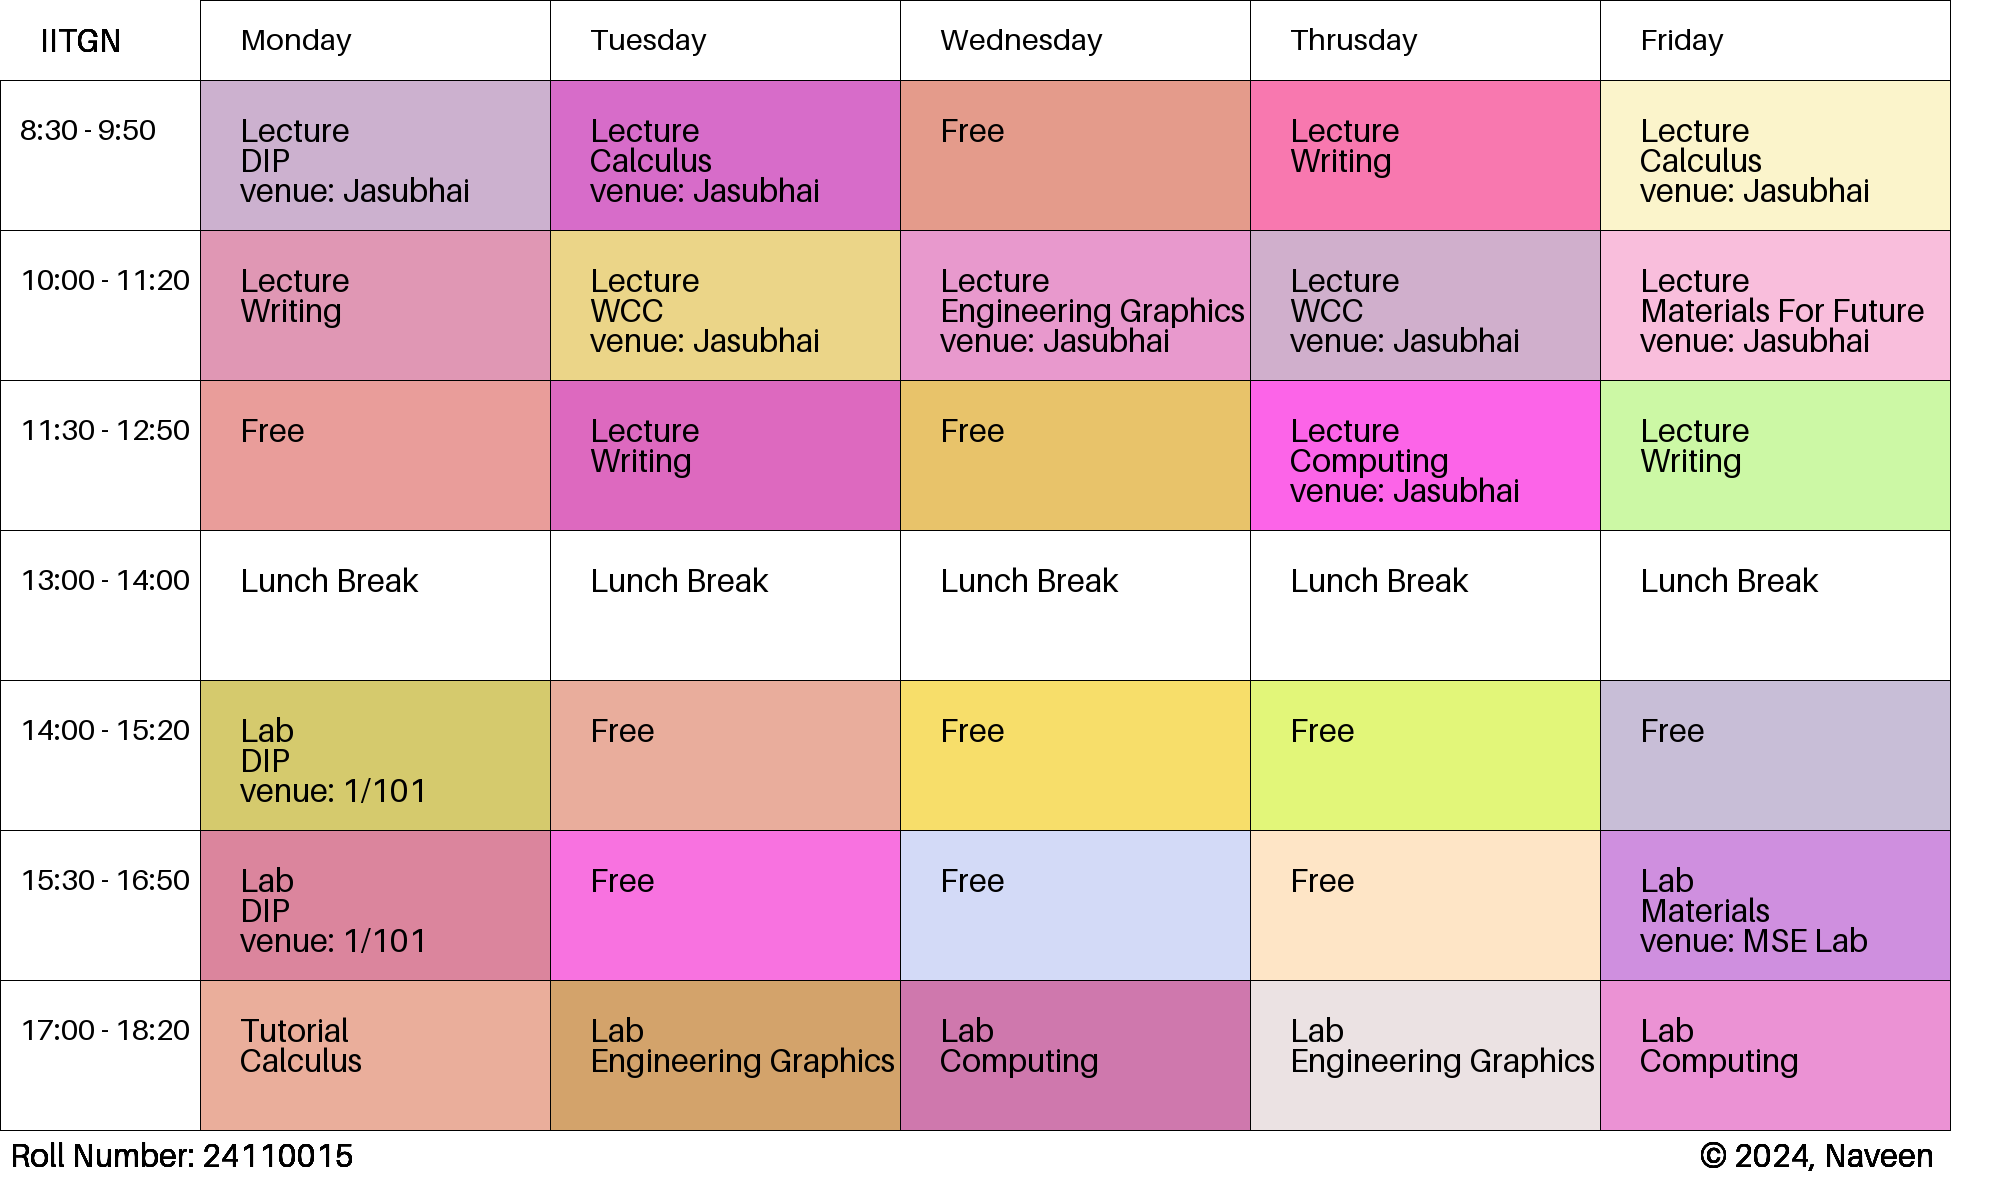 IITGN
Monday
Tuesday
Wednesday
Thrusday
Friday
8:30 - 9:50
Lecture
DIP
venue: Jasubhai
Lecture
Calculus
venue: Jasubhai
Free
Lecture
Writing
Lecture
Calculus
venue: Jasubhai
10:00 - 11:20
Lecture
Writing
Lecture
WCC
venue: Jasubhai
Lecture
Engineering Graphics
venue: Jasubhai
Lecture
WCC
venue: Jasubhai
Lecture
Materials For Future
venue: Jasubhai
11:30 - 12:50
Free
Lecture
Writing
Free
Lecture
Computing
venue: Jasubhai
Lecture
Writing
13:00 - 14:00
Lunch Break
Lunch Break
Lunch Break
Lunch Break
Lunch Break
14:00 - 15:20
Lab
DIP
venue: 1/101
Free
Free
Free
Free
15:30 - 16:50
Lab
DIP
venue: 1/101
Free
Free
Free
Lab
Materials
venue: MSE Lab
17:00 - 18:20
Tutorial
Calculus
Lab
Engineering Graphics
Lab
Computing
Lab
Engineering Graphics
Lab
Computing
Roll Number: 24110015
© 2024, Naveen